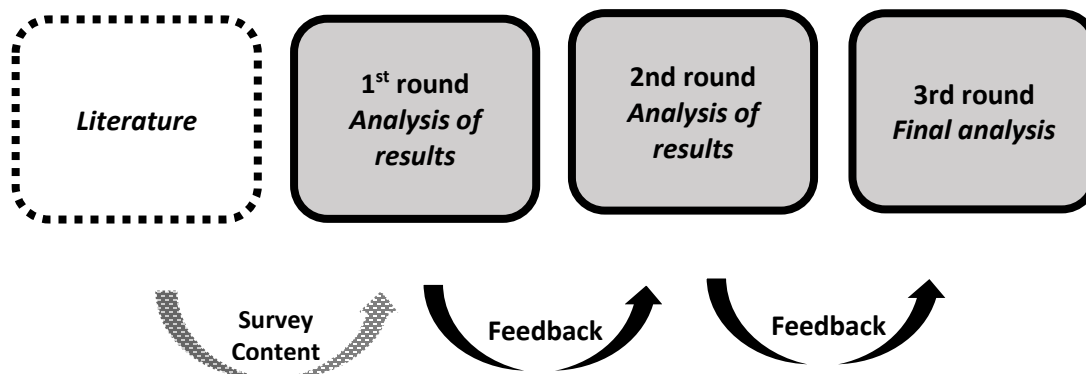 Literature
1st round
Analysis of
results
2nd round
Analysis of
results
3rd round
Final analysis
Survey
Content
Feedback
Feedback